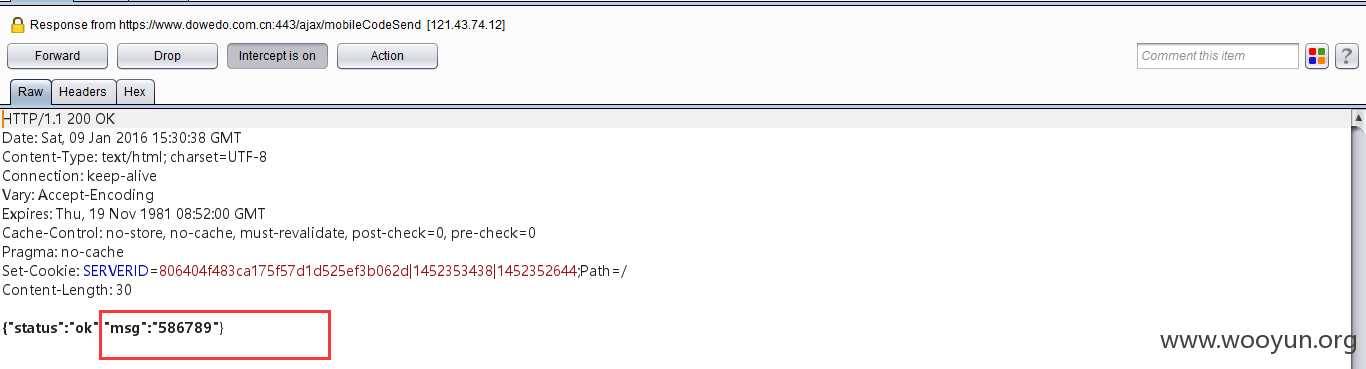 Response from https://www.dowedo.com.cn:443/ajax/mobileCodeSend [121.43.74.12]
Forward Drop Intercept is on Action Comment this item ?
Raw Headers Hex
HTTP/1.1 200 OK
Date: Sat, 09 Jan 2016 15:30:38 GMT
Content-Type: text/html; charset=UTF-8
Connection: keep-alive
Vary: Accept-Encoding
Expires: Thu, 19 Nov 1981 08:52:00 GMT
Cache-Control: no-store, no-cache, must-revalidate, post-check=0, pre-check=0
Pragma: no-cache
Set-Cookie: SERVERID=806404f483ca175f57d1d525ef3b062d|1452353438|1452352644;Path=/
Content-Length: 30
{"status":"ok","msg":"586789"}
www.wooyun.org